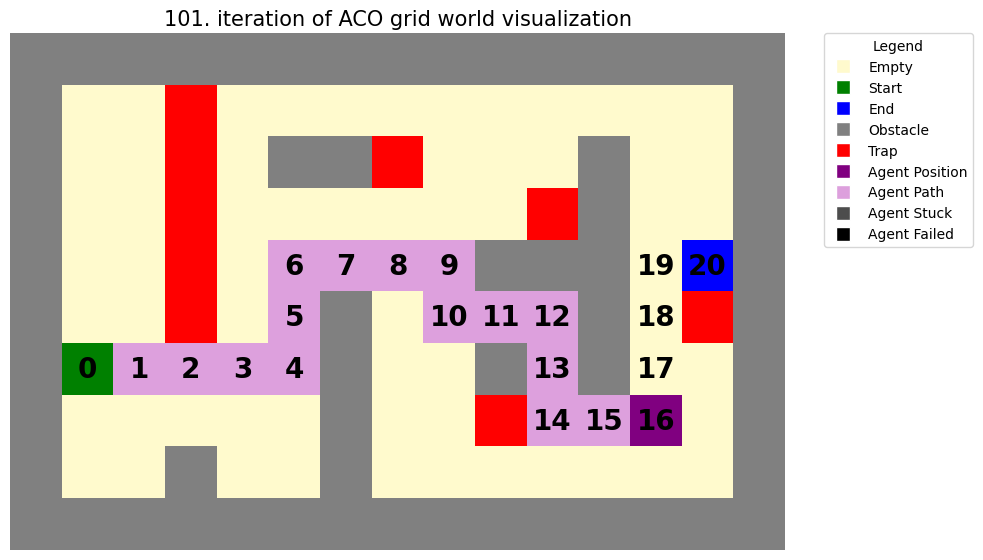 101. iteration of ACO grid world visualization
Legend
Empty
Start
End
Obstacle
Trap
Agent Position
Agent Path
Agent Stuck
Agent Failed
6 7 8 9 19 20
5 10 11 12 18
0 1 2 3 4 13 17
14 15 16